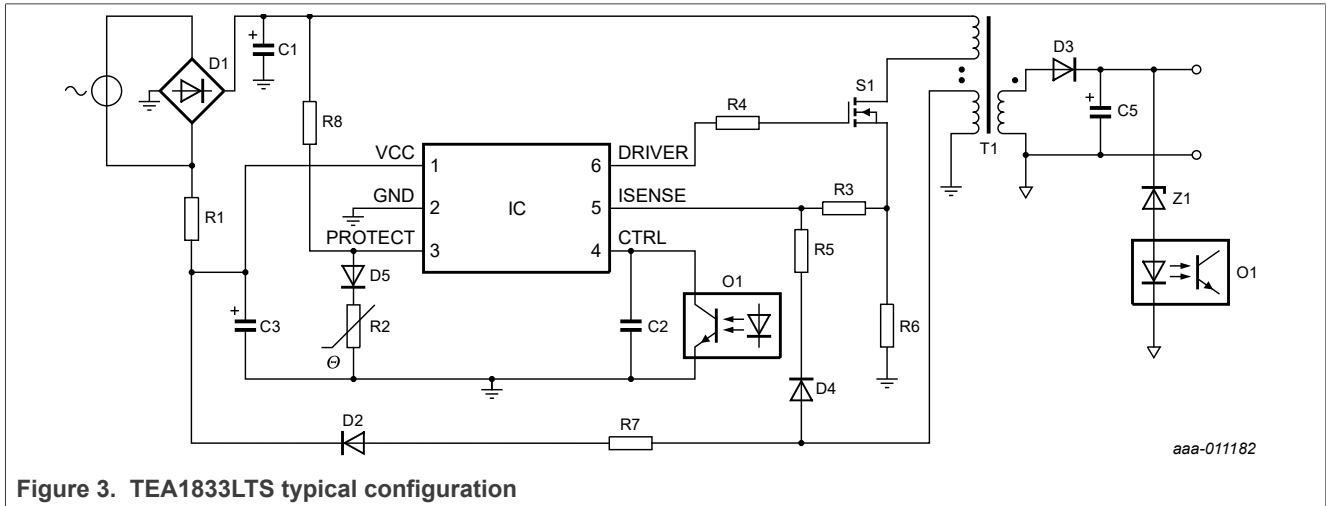 D1
C1
R8
R1
C3
VCC
1
GND
2
PROTECT
3
IC
6
DRIVER
5
ISENSE
4
CTRL
D5
R2
Θ
R4
S1
R3
R5
R6
C2
O1
D4
D2
R7
T1
D3
C5
Z1
O1
aaa-011182
Figure 3. TEA1833LTS typical configuration